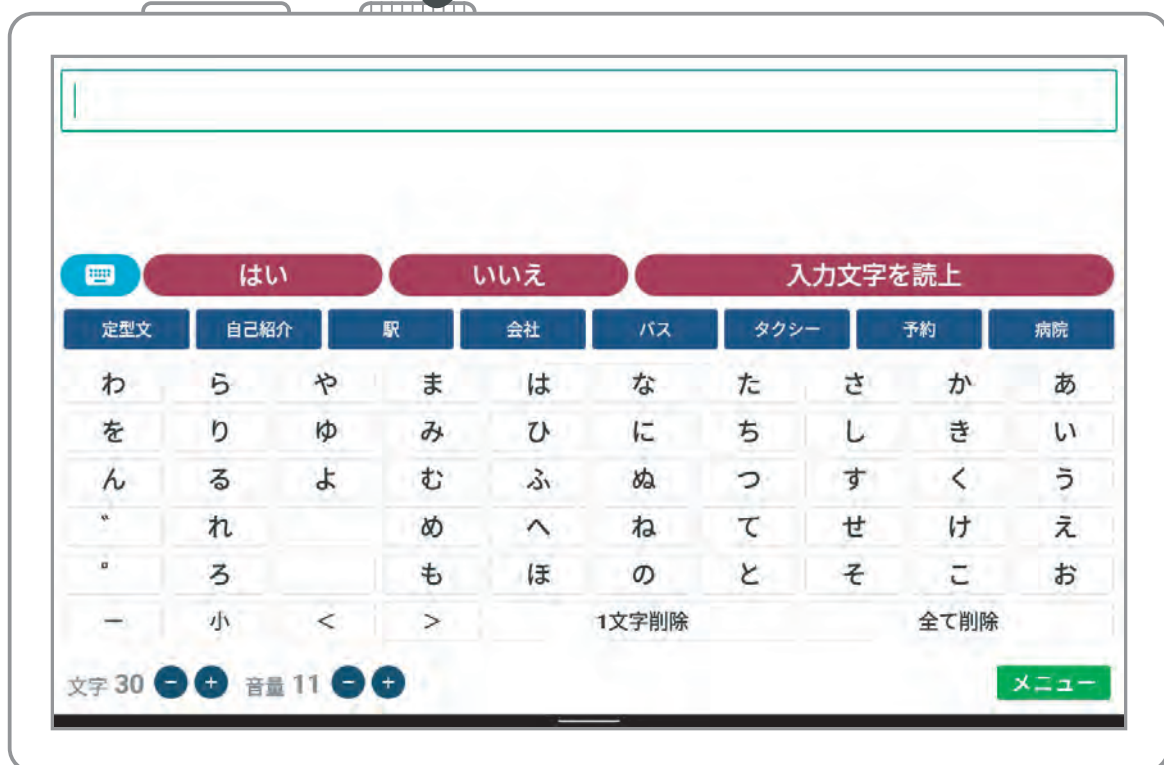 はい いいえ 入力文字を読上
定型文 自己紹介 駅 会社 バス タクシー 予約 病院
わ ら や ま は な た さ か あ
を り ゆ み ひ に ち し き い
ん る よ む ふ ぬ つ す く う
゛ れ め へ ね て せ け え
゜ ろ も ほ の と そ こ お
ー 小 < > 1文字削除 全て削除
文字 30 - + 音量 11 - + メニュー